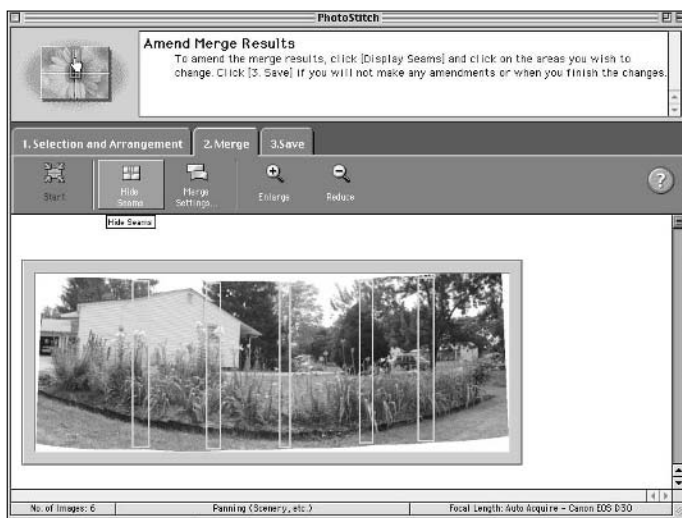 PhotoStitch
Amend Merge Results
To amend the merge results, click [Display Seams] and click on the areas you wish to
change. Click [3. Save] if you will not make any amendments or when you finish the changes.
1. Selection and Arrangement 2. Merge 3. Save
Start Hide Seams Merge Settings... Enlarge Reduce ?
Hide Seams
No. of Images: 6 Panning (Scenery, etc.) Focal Length: Auto Acquire - Canon EOS D30